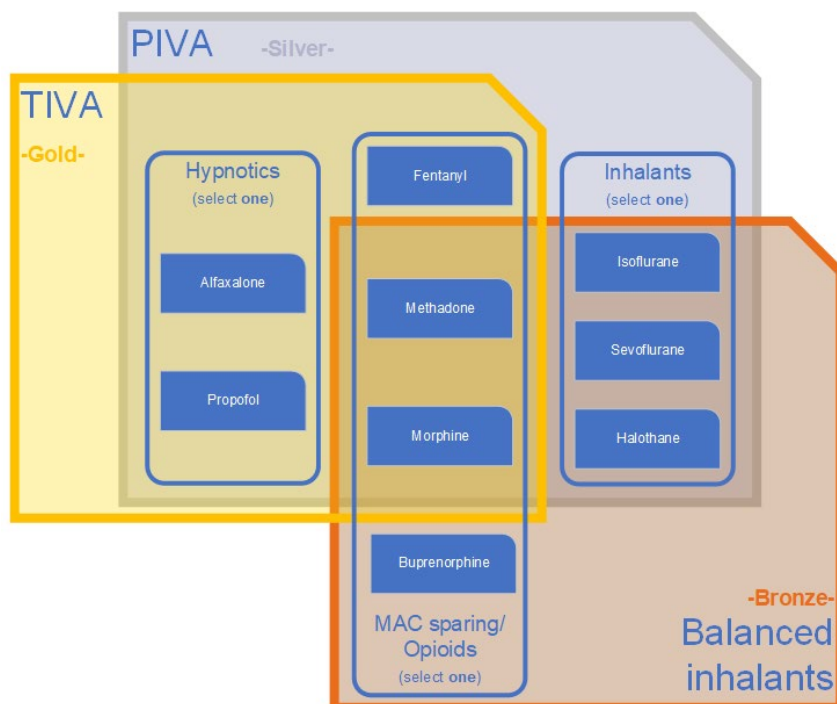 PIVA
-Silver-
TIVA
-Gold-
Hypnotics
(select one)
Alfaxalone
Propofol
Fentanyl
Methadone
Morphine
Buprenorphine
MAC sparing/
Opioids
(select one)
Inhalants
(select one)
Isoflurane
Sevoflurane
Halothane
-Bronze-
Balanced
inhalants